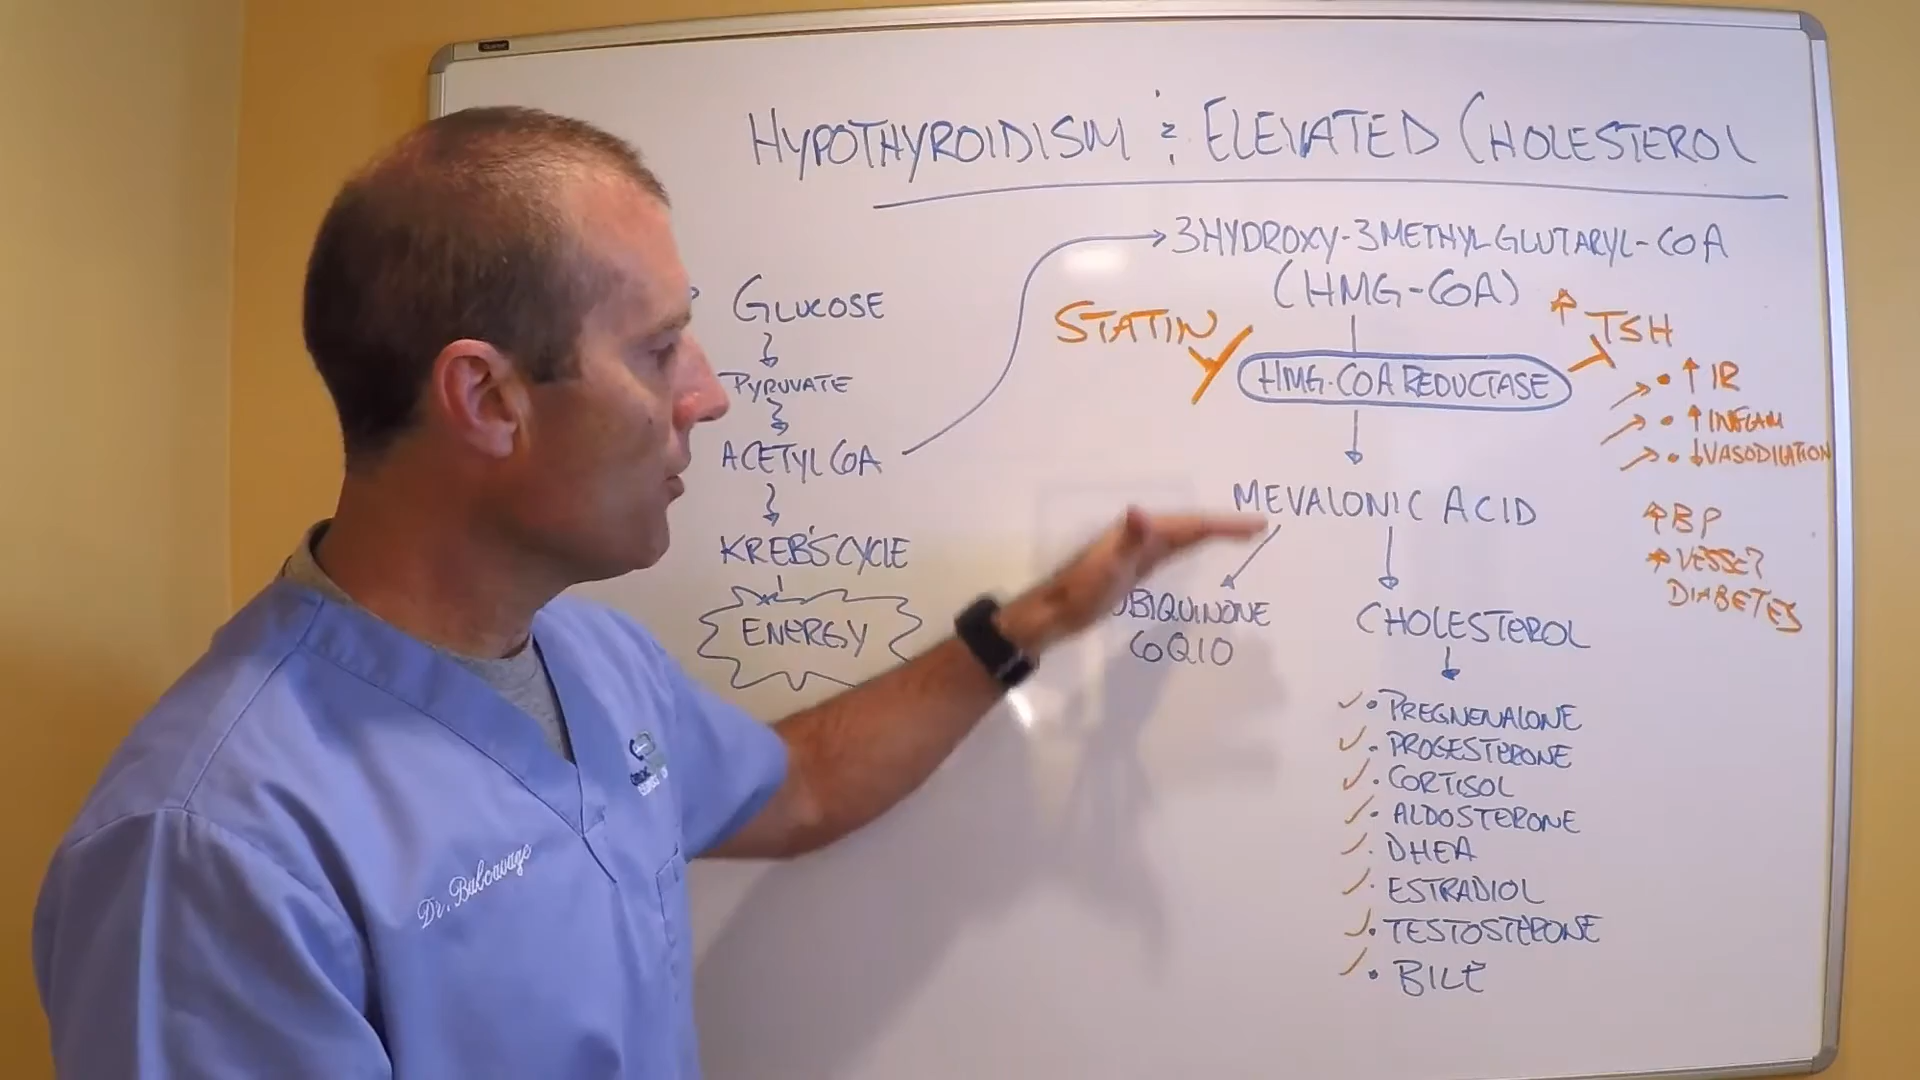 HYPOTHYROIDISM & ELEVATED CHOLESTEROL
3HYDROXY-3METHYLGLUTARYL-COA
(HMG-COA)
GLUCOSE
PYRUVATE
ACETYL COA
KREB'S CYCLE
ENERGY
STATIN
↑ TSH
HMG-COA REDUCTASE
• ↑ IR
• ↑ INFLAM
• ↓ VASODILATION
MEVALONIC ACID
↑ BP
↑ VESSE?
DIABETES
UBIQUINONE
COQ10
CHOLESTEROL
✓ • PREGNENALONE
✓ • PROGESTERONE
✓ • CORTISOL
✓ • ALDOSTERONE
✓ • DHEA
✓ • ESTRADIOL
✓ • TESTOSTERONE
✓ • BILE
Dr. Balcavage